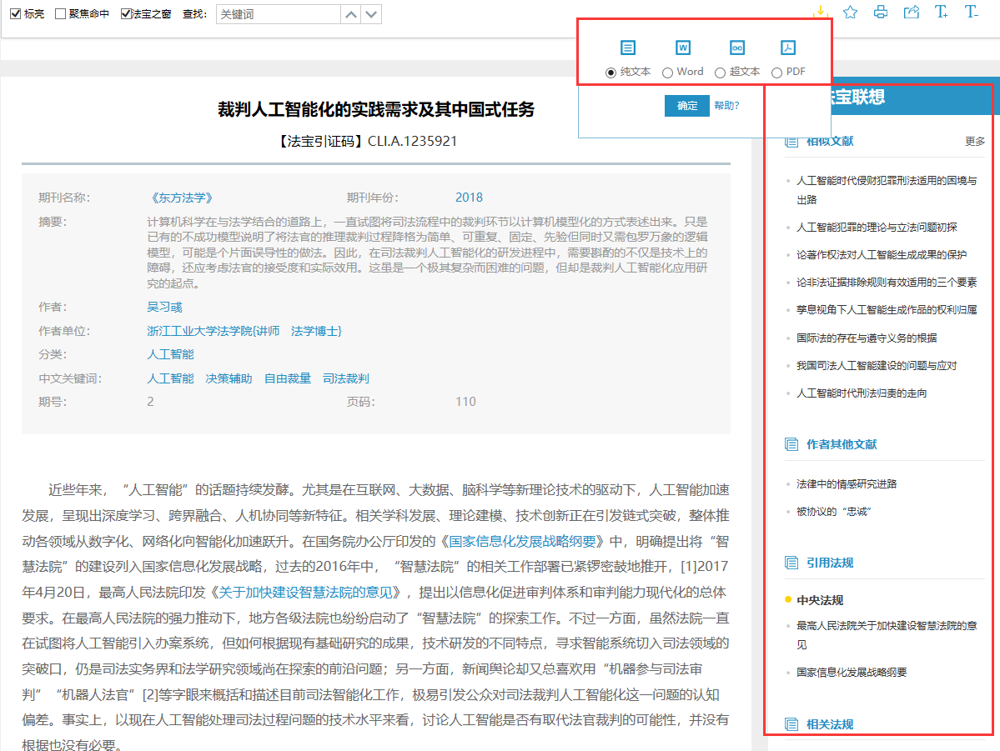 标亮 聚焦命中 法宝之窗 查找: 关键词
纯文本 Word 超文本 PDF
确定 帮助?
裁判人工智能化的实践需求及其中国式任务
【法宝引证码】CLI.A.1235921
期刊名称: 《东方法学》 期刊年份: 2018
摘要: 计算机科学在与法学结合的道路上，一直试图将司法流程中的裁判环节以计算机模型化的方式表述出来。只是
已有的不成功模型说明了将法官的推理裁判过程降格为简单、可重复、固定、先验但同时又需包罗万象的逻辑
模型，可能是个片面误导性的做法。因此，在司法裁判人工智能化的研发进程中，需要斟酌的不仅是技术上的
障碍，还应考虑法官的接受度和实际效用。这虽是一个极其复杂而困难的问题，但却是裁判人工智能化应用研
究的起点。
作者: 吴习彧
作者单位: 浙江工业大学法学院{讲师 法学博士}
分类: 人工智能
中文关键词: 人工智能 决策辅助 自由裁量 司法裁判
期号: 2 页码: 110
近些年来，“人工智能”的话题持续发酵。尤其是在互联网、大数据、脑科学等新理论技术的驱动下，人工智能加速
发展，呈现出深度学习、跨界融合、人机协同等新特征。相关学科发展、理论建模、技术创新正在引发链式突破，整体推
动各领域从数字化、网络化向智能化加速跃升。在国务院办公厅印发的《国家信息化发展战略纲要》中，明确提出将“智
慧法院”的建设列入国家信息化发展战略，过去的2016年中，“智慧法院”的相关工作部署已紧锣密鼓地推开，[1]2017
年4月20日，最高人民法院印发《关于加快建设智慧法院的意见》，提出以信息化促进审判体系和审判能力现代化的总体
要求。在最高人民法院的强力推动下，地方各级法院也纷纷启动了“智慧法院”的探索工作。不过一方面，虽然法院一直
在试图将人工智能引入办案系统，但如何根据现有基础研究的成果，技术研发的不同特点，寻求智能系统切入司法领域的
突破口，仍是司法实务界和法学研究领域尚在探索的前沿问题；另一方面，新闻舆论却又总喜欢用“机器参与司法审
判”“机器人法官”[2]等字眼来概括和描述目前司法智能化工作，极易引发公众对司法裁判人工智能化这一问题的认知
偏差。事实上，以现在人工智能处理司法过程问题的技术水平来看，讨论人工智能是否有取代法官裁判的可能性，并没有
根据也没有必要。
法宝联想
相似文献 更多
人工智能时代侵财犯罪刑法适用的困境与
出路
人工智能犯罪的理论与立法问题初探
论著作权法对人工智能生成成果的保护
论非法证据排除规则有效适用的三个要素
孳息视角下人工智能生成作品的权利归属
国际法的存在与遵守义务的根据
我国司法人工智能建设的问题与应对
人工智能时代刑法归责的走向
作者其他文献
法律中的情感研究进路
被协议的“忠诚”
引用法规
中央法规
最高人民法院关于加快建设智慧法院的意
见
国家信息化发展战略纲要
相关法规